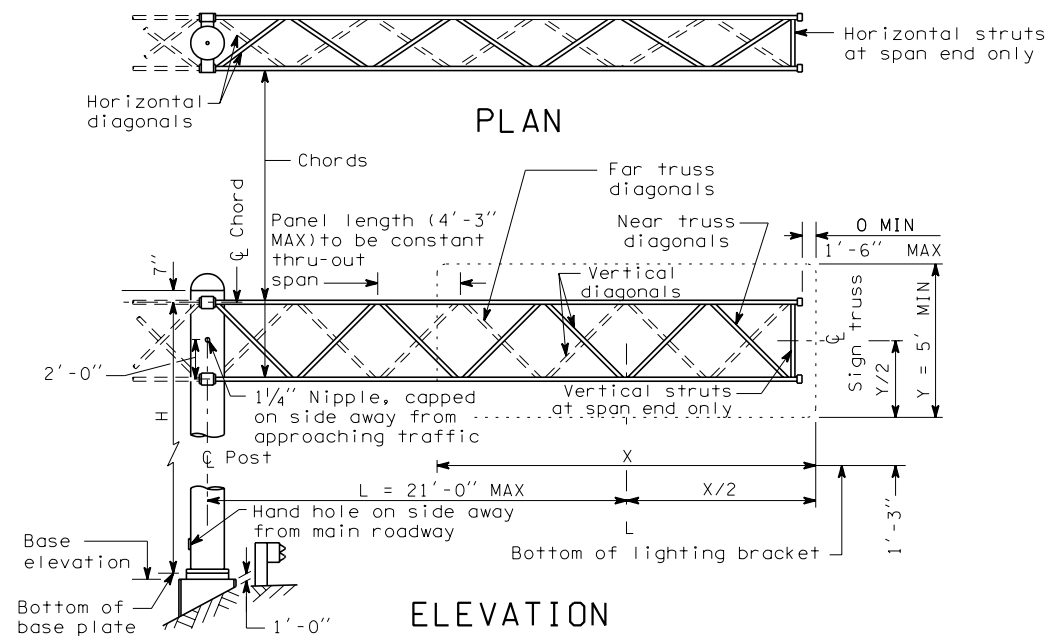 Horizontal struts
at span end only
Horizontal
diagonals
PLAN
Chords
Far truss
diagonals
℄ Chord
Panel length (4'-3"
MAX)to be constant
thru-out
span
Near truss
diagonals
0 MIN
1'-6" MAX
7"
Vertical
diagonals
℄
Sign truss
Y/2
Y = 5' MIN
2'-0"
H
1¼" Nipple, capped
on side away from
approaching traffic
Vertical struts
at span end only
℄ Post
X
L = 21'-0" MAX
X/2
L
Hand hole on side away
from main roadway
1'-3"
Bottom of lighting bracket
Base
elevation
Bottom of
base plate
1'-0"
ELEVATION